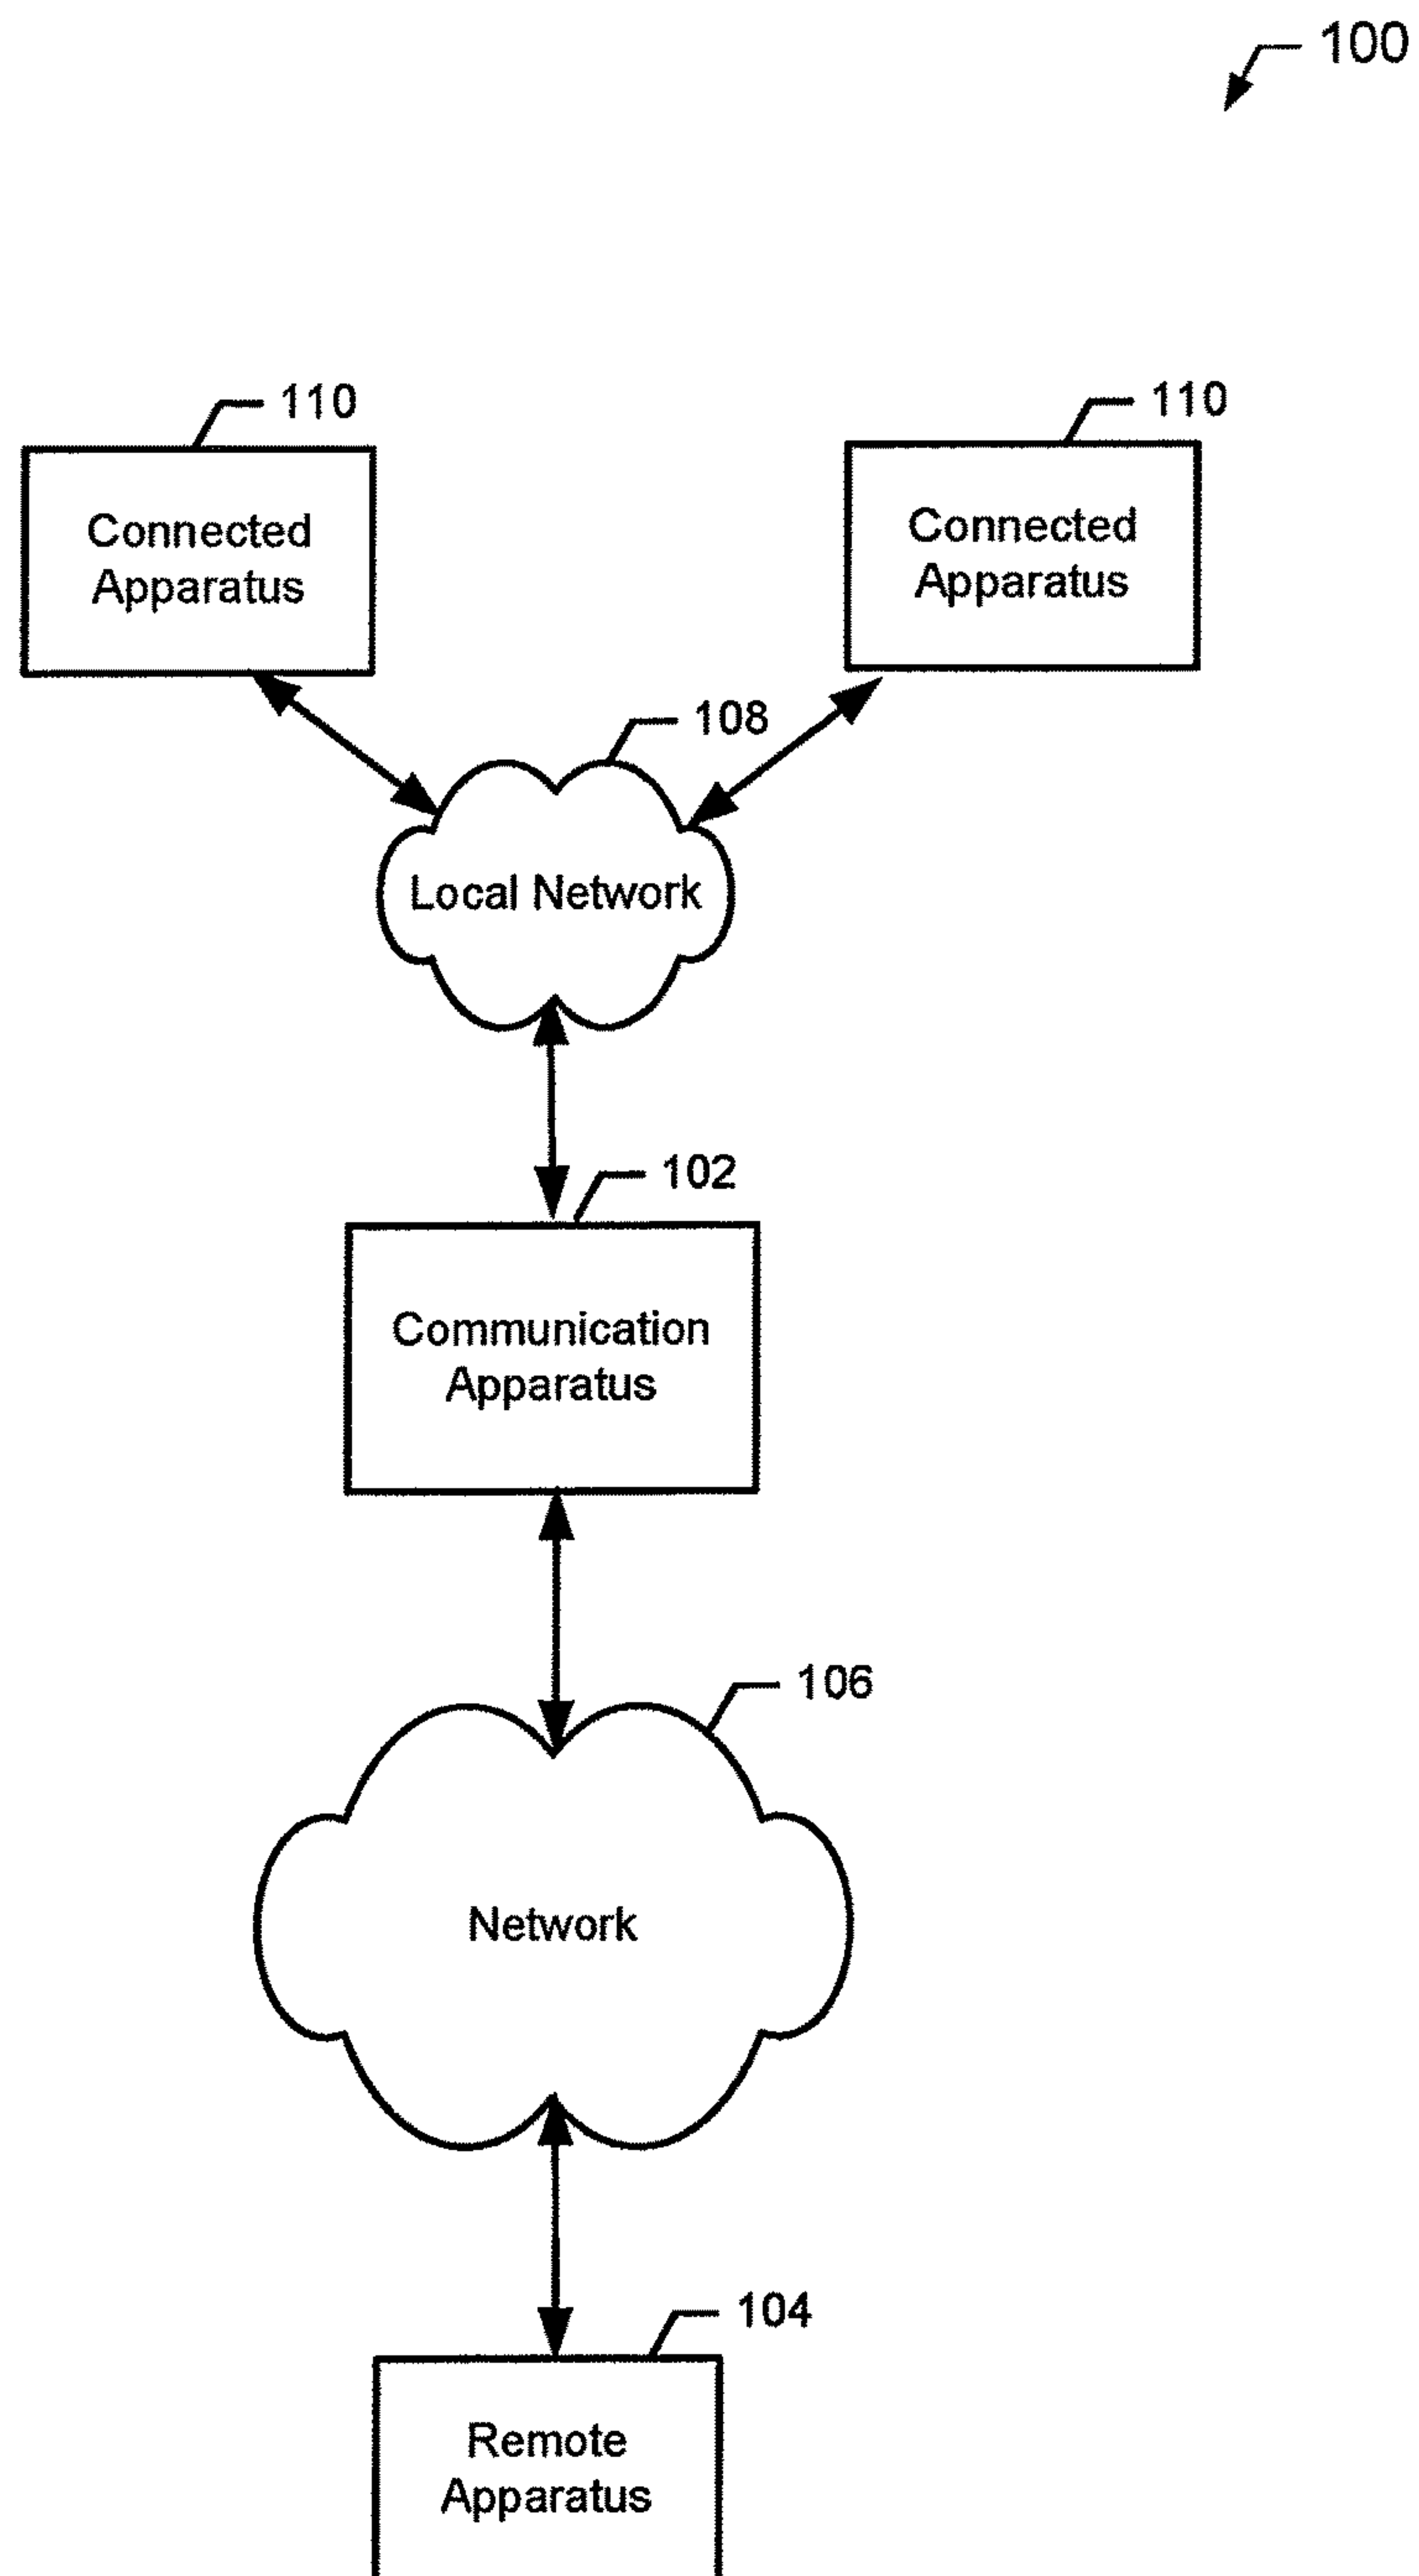 100
110
110
Connected
Apparatus
Connected
Apparatus
108
Local Network
102
Communication
Apparatus
106
Network
104
Remote
Apparatus